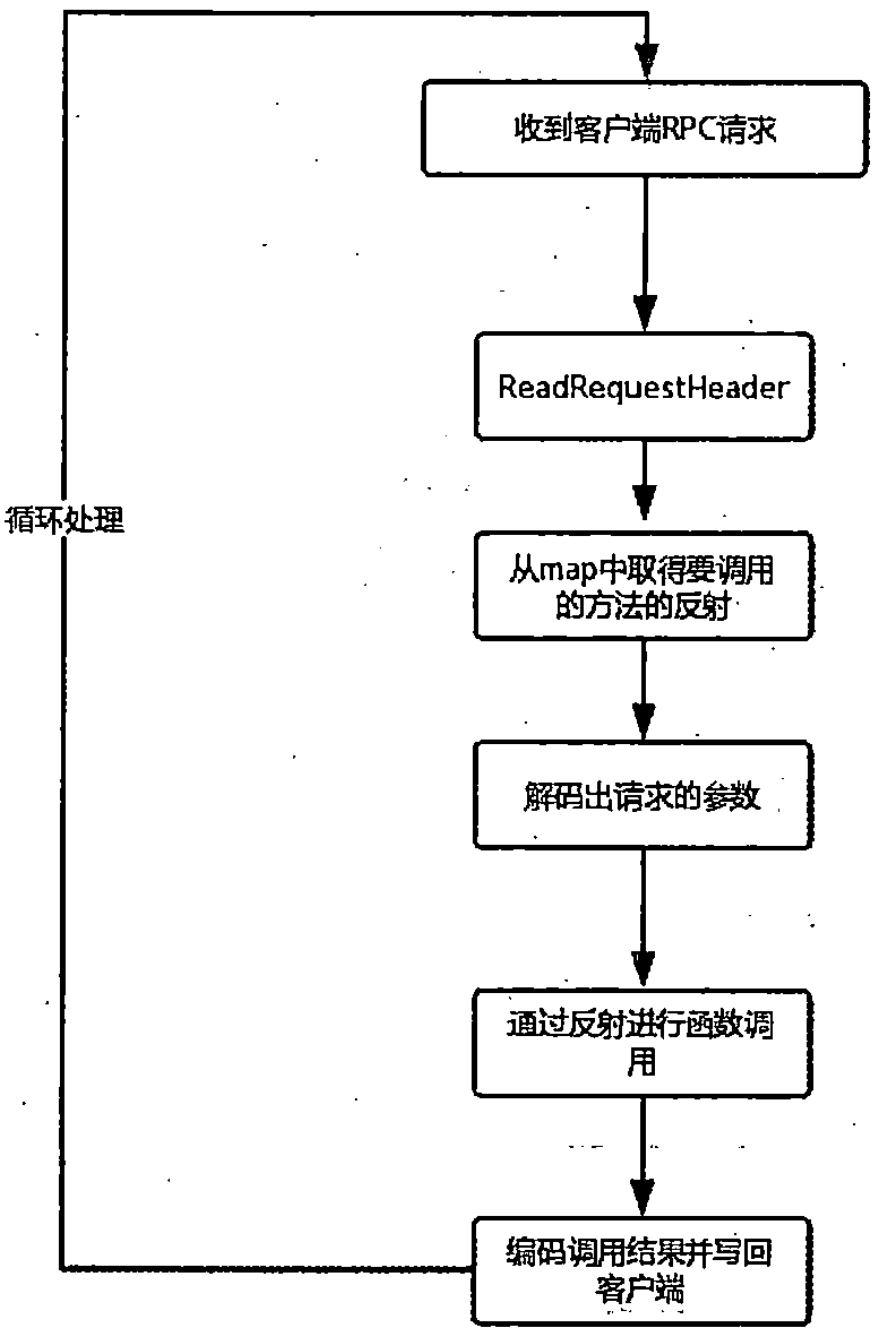 收到客户端RPC请求
ReadRequestHeader
循环处理
从map中取得要调用
的方法的反射
解码出请求的参数
通过反射进行函数调
用
编码调用结果并写回
客户端